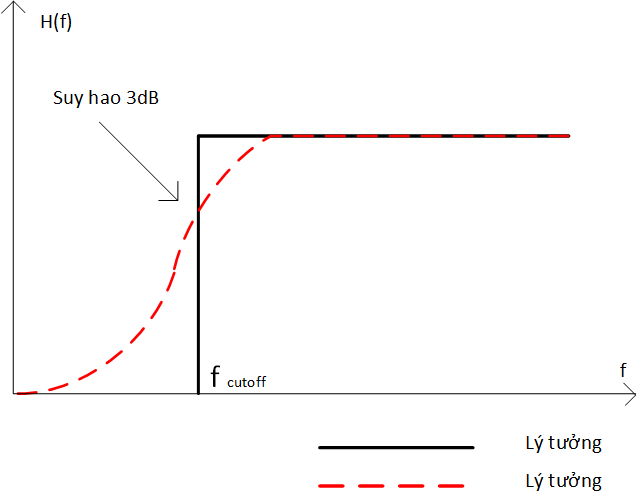 H(f)
Suy hao 3dB
f cutoff
f
Lý tưởng
Lý tưởng